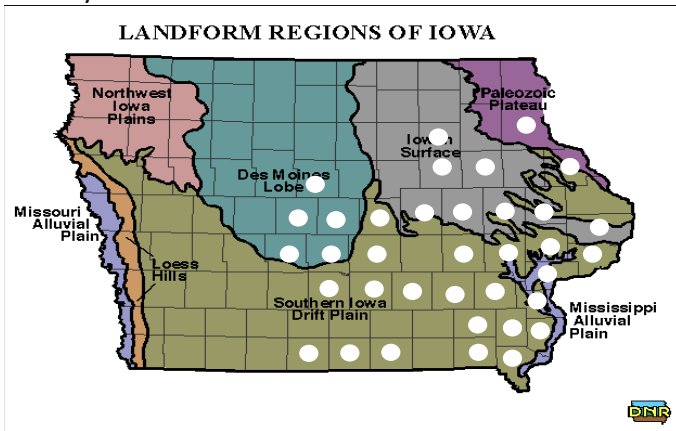 LANDFORM REGIONS OF IOWA
Northwest
Iowa
Plains
Paleozoic
Plateau
Surface
Des Moines
Lobe
Missouri
Alluvial
Plain
Loess
Hills
Southern Iowa
Drift Plain
Mississippi
Alluvial
Plain
DNR